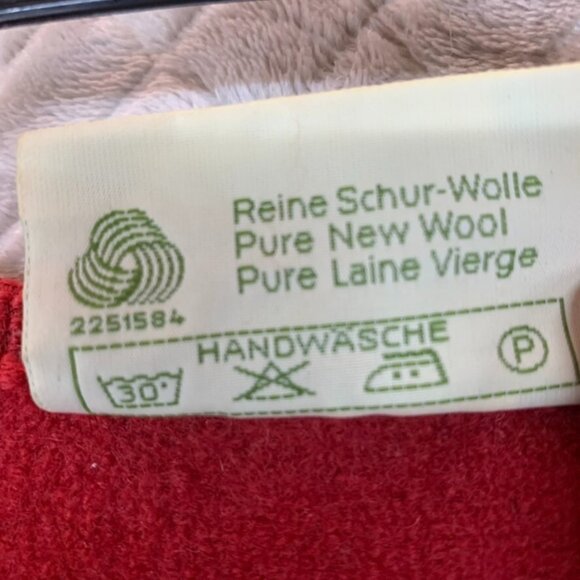 Reine Schur-Wolle
Pure New Wool
Pure Laine Vierge
2251584
HANDWÄSCHE
30°
P